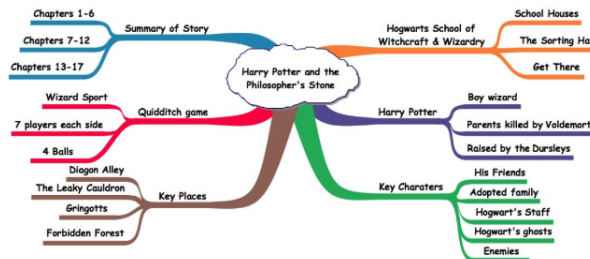 Harry Potter and the
Philosopher's Stone
Summary of Story
Chapters 1-6
Chapters 7-12
Chapters 13-17
Quidditch game
Wizard Sport
7 players each side
4 Balls
Key Places
Diagon Alley
The Leaky Cauldron
Gringotts
Forbidden Forest
Hogwarts School of
Witchcraft & Wizardry
School Houses
The Sorting Ha
Get There
Harry Potter
Boy wizard
Parents killed by Voldemort
Raised by the Dursleys
Key Charaters
His Friends
Adopted family
Hogwart's Staff
Hogwart's ghosts
Enemies